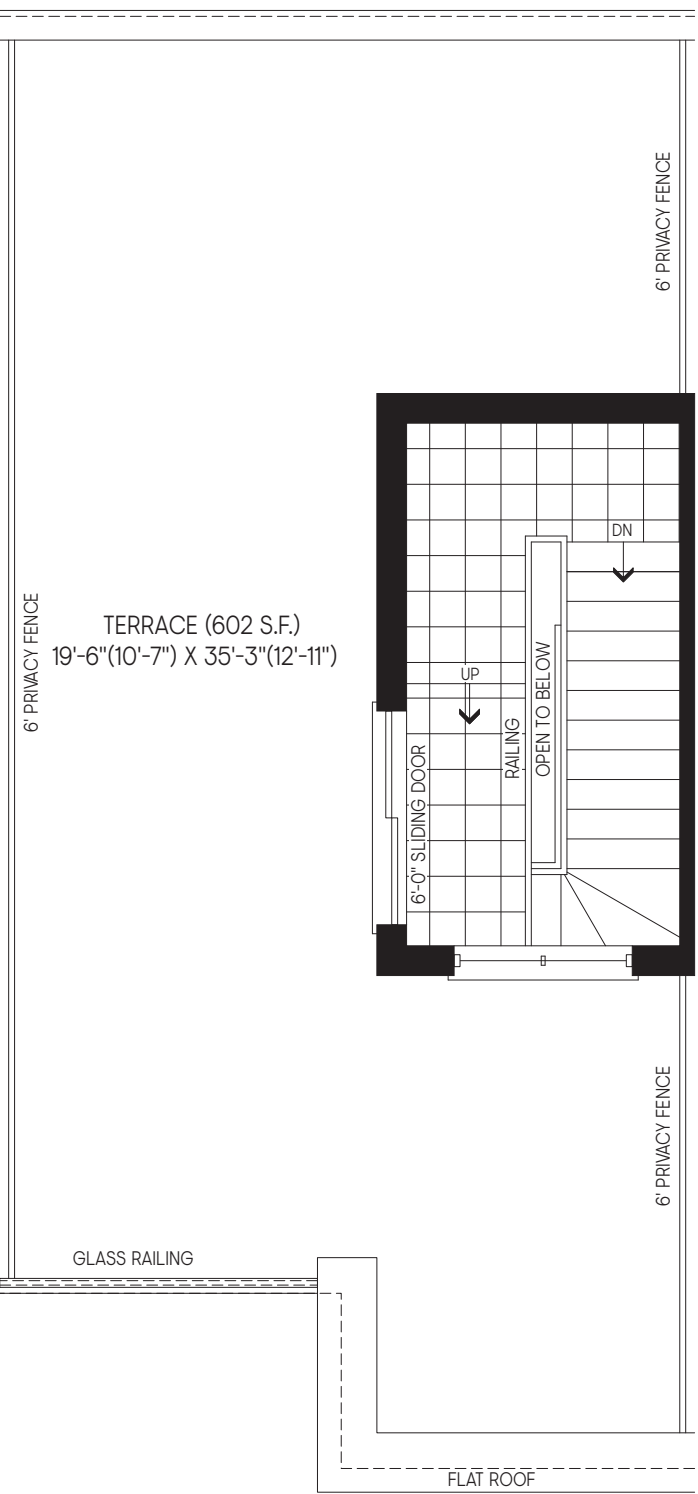 6' PRIVACY FENCE
DN
6' PRIVACY FENCE
TERRACE (602 S.F.)
19'-6"(10'-7") X 35'-3"(12'-11")
UP
RAILING
OPEN TO BELOW
6'-0" SLIDING DOOR
6' PRIVACY FENCE
GLASS RAILING
FLAT ROOF